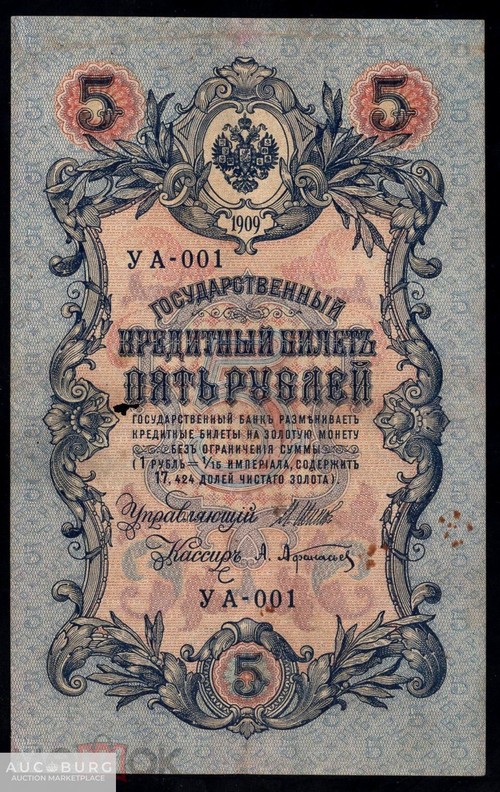 5 5
1909
УА-001
ГОСУДАРСТВЕННЫЙ
КРЕДИТНЫЙ БИЛЕТЪ
ПЯТЬ РУБЛЕЙ
ГОСУДАРСТВЕННЫЙ БАНКЪ РАЗМѢНИВАЕТЪ
КРЕДИТНЫЕ БИЛЕТЫ НА ЗОЛОТУЮ МОНЕТУ
БЕЗЪ ОГРАНИЧЕНІЯ СУММЫ
(1 РУБЛЬ = 1/15 ИМПЕРІАЛА, СОДЕРЖИТЪ
17,424 ДОЛЕЙ ЧИСТАГО ЗОЛОТА).
Управляющій
Кассиръ А. Афанасьев
УА-001
5
AUCBURG
AUCTION MARKETPLACE